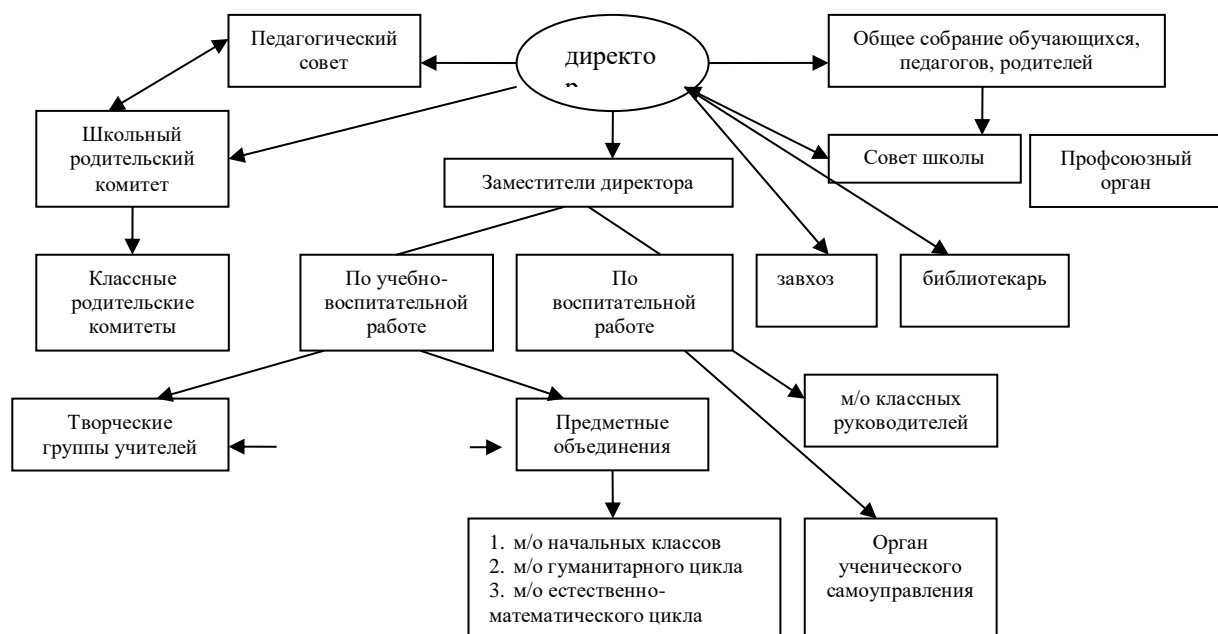 Педагогический
совет
директо
Общее собрание обучающихся,
педагогов, родителей
Школьный
родительский
комитет
Заместители директора
Совет школы
Профсоюзный
орган
Классные
родительские
комитеты
По учебно-
воспитательной
работе
По
воспитательной
работе
завхоз
библиотекарь
Творческие
группы учителей
Предметные
объединения
м/о классных
руководителей
1. м/о начальных классов
2. м/о гуманитарного цикла
3. м/о естественно-
математического цикла
Орган
ученического
самоуправления